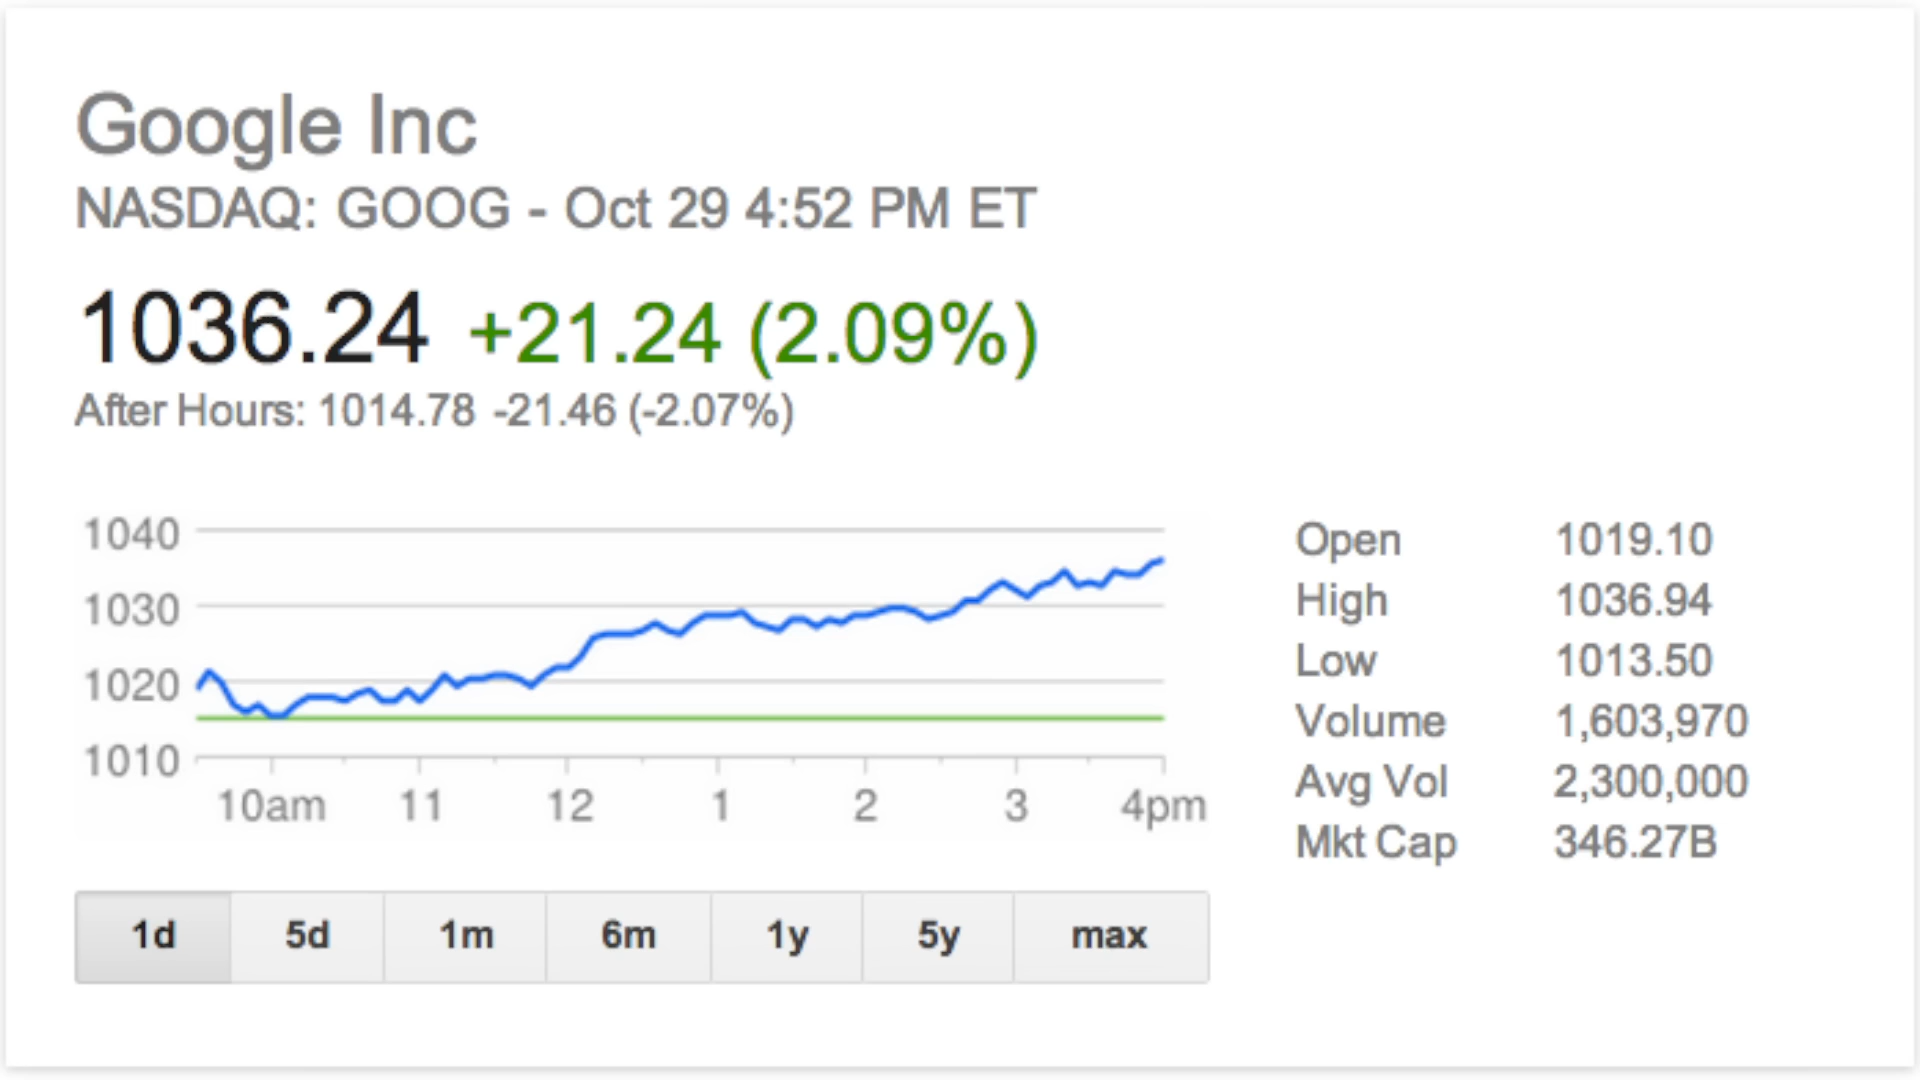 Google Inc
NASDAQ: GOOG - Oct 29 4:52 PM ET
1036.24 +21.24 (2.09%)
After Hours: 1014.78 -21.46 (-2.07%)
1040
1030
1020
1010
10am 11 12 1 2 3 4pm
Open 1019.10
High 1036.94
Low 1013.50
Volume 1,603,970
Avg Vol 2,300,000
Mkt Cap 346.27B
1d 5d 1m 6m 1y 5y max